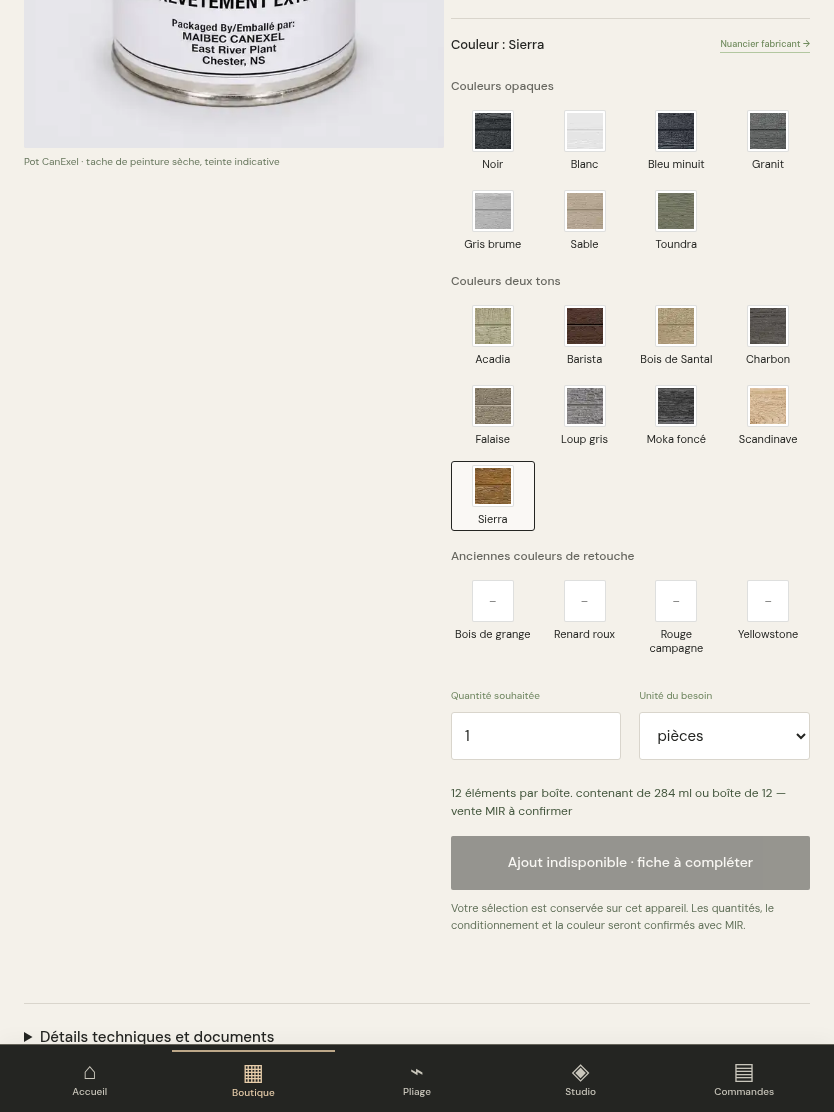 REVÊTEMENT EXT
Packaged By/Emballé par:
MAIBEC CANEXEL
East River Plant
Chester, NS
Pot CanExel · tache de peinture sèche, teinte indicative
Couleur : Sierra
Nuancier fabricant →
Couleurs opaques
Noir
Blanc
Bleu minuit
Granit
Gris brume
Sable
Toundra
Couleurs deux tons
Acadia
Barista
Bois de Santal
Charbon
Falaise
Loup gris
Moka foncé
Scandinave
Sierra
Anciennes couleurs de retouche
–
–
–
–
Bois de grange
Renard roux
Rouge
campagne
Yellowstone
Quantité souhaitée
Unité du besoin
1
pièces
12 éléments par boîte. contenant de 284 ml ou boîte de 12 —
vente MIR à confirmer
Ajout indisponible · fiche à compléter
Votre sélection est conservée sur cet appareil. Les quantités, le
conditionnement et la couleur seront confirmés avec MIR.
Détails techniques et documents
Accueil
Boutique
Pliage
Studio
Commandes